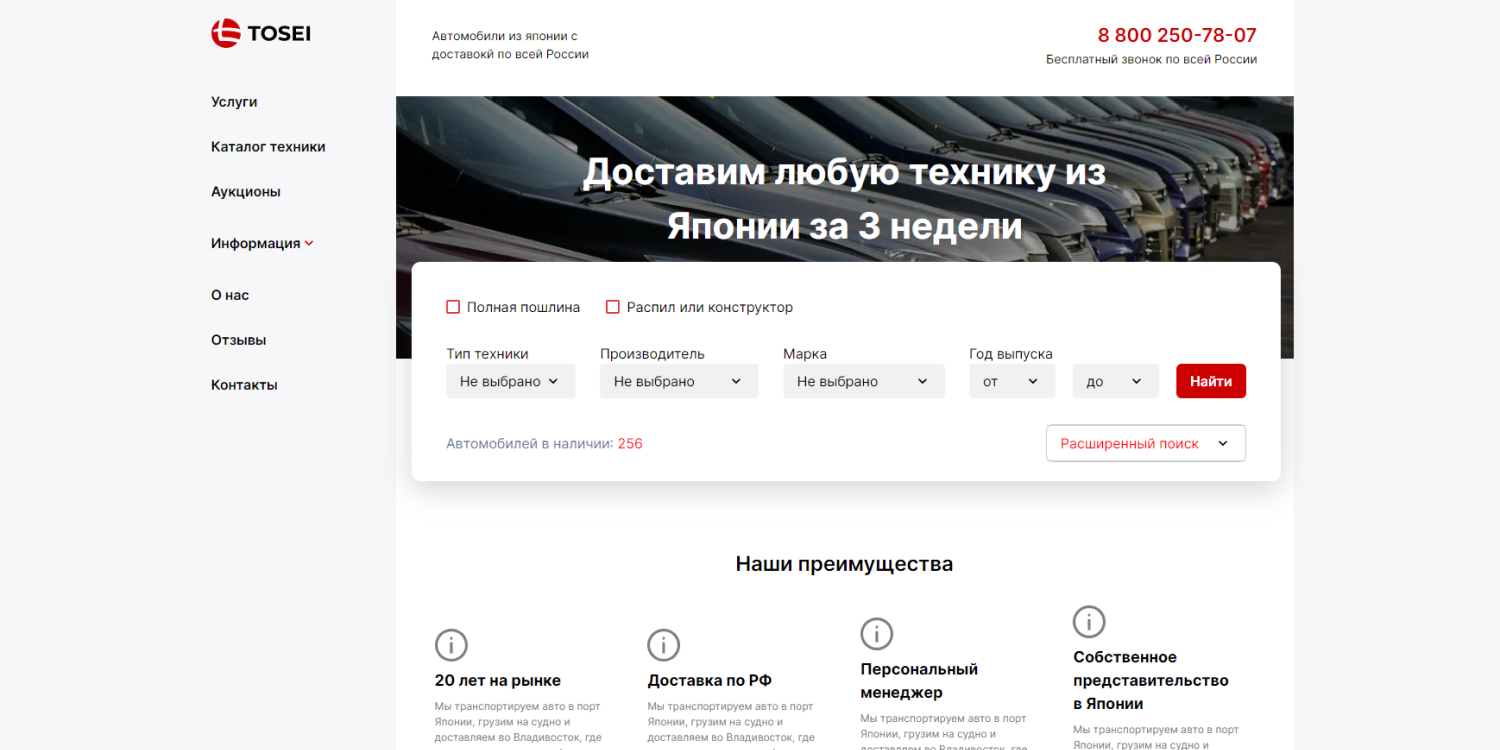 TOSEI
Услуги
Каталог техники
Аукционы
Информация
О нас
Отзывы
Контакты
Автомобили из японии с
доставокй по всей России
8 800 250-78-07
Бесплатный звонок по всей России
Доставим любую технику из
Японии за 3 недели
Полная пошлина
Распил или конструктор
Тип техники
Производитель
Марка
Год выпуска
Не выбрано
Не выбрано
Не выбрано
от
до
Найти
Автомобилей в наличии: 256
Расширенный поиск
Наши преимущества
20 лет на рынке
Мы транспортируем авто в порт
Японии, грузим на судно и
доставляем во Владивосток, где
Доставка по РФ
Мы транспортируем авто в порт
Японии, грузим на судно и
доставляем во Владивосток, где
Персональный
менеджер
Мы транспортируем авто в порт
Японии, грузим на судно и
доставляем во Владивосток, где
Собственное
представительство
в Японии
Мы транспортируем авто в порт
Японии, грузим на судно и